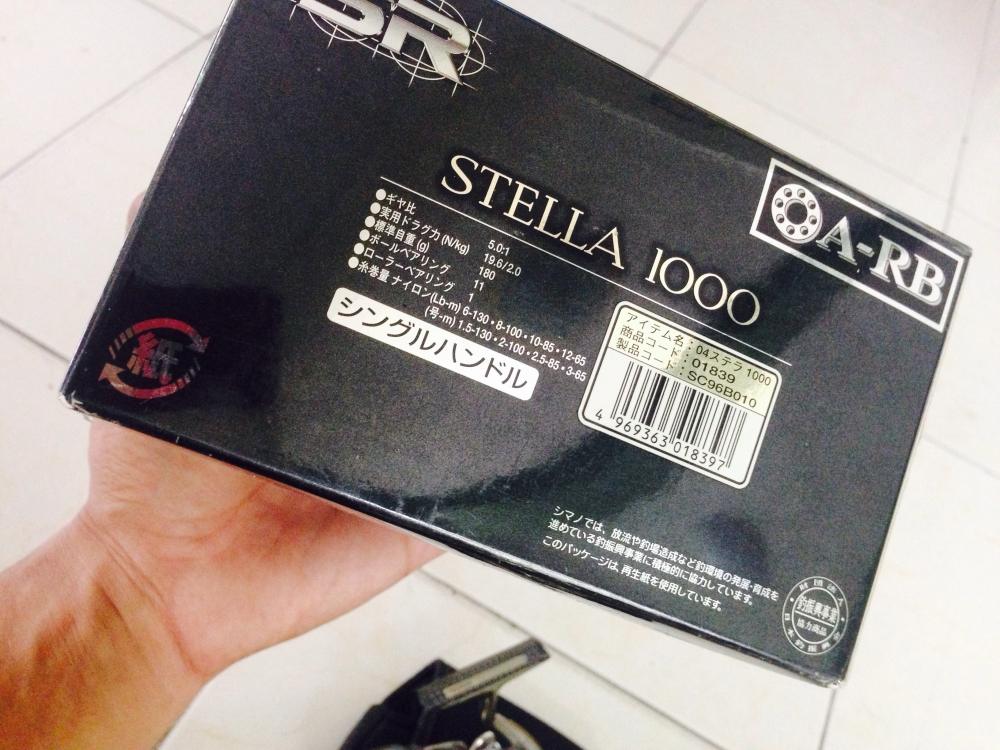 SR
STELLA 1000
A-RB
●ギヤ比 5.0:1
●実用ドラグ力(N/kg) 19.6/2.0
●標準自重(g) 180
●ボールベアリング 11
●ローラーベアリング 1
●糸巻量 ナイロン(Lb-m) 6-130・8-100・10-85・12-65
(号-m) 1.5-130・2-100・2.5-85・3-65
シングルハンドル
アイテム名:04ステラ 1000
商品コード:01839
製品コード:SC96B010
4 969363 018397
紙
シマノでは、放流や釣場造成など釣環境の発展・育成を
進めている釣振興事業に積極的に協力しています。
このパッケージは、再生紙を使用しています。
釣振興事業
協力商品